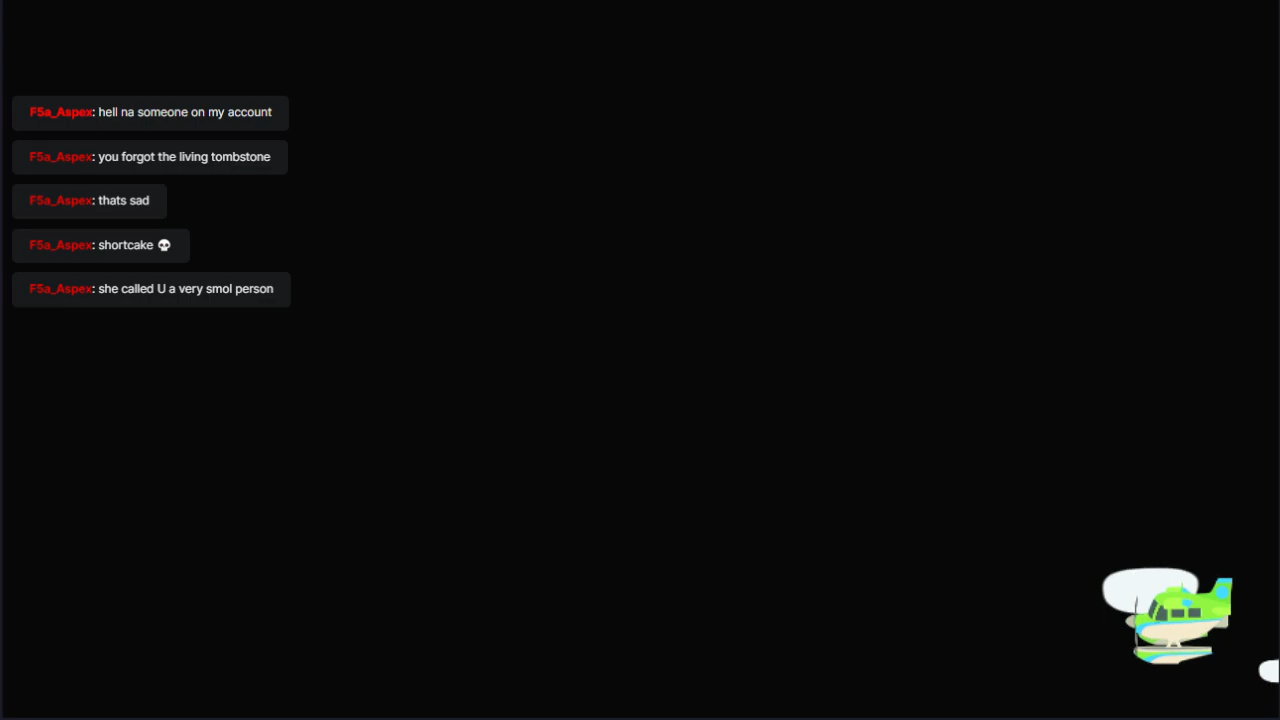 F5a_Aspex: hell na someone on my account
F5a_Aspex: you forgot the living tombstone
F5a_Aspex: thats sad
F5a_Aspex: shortcake 💀
F5a_Aspex: she called U a very smol person